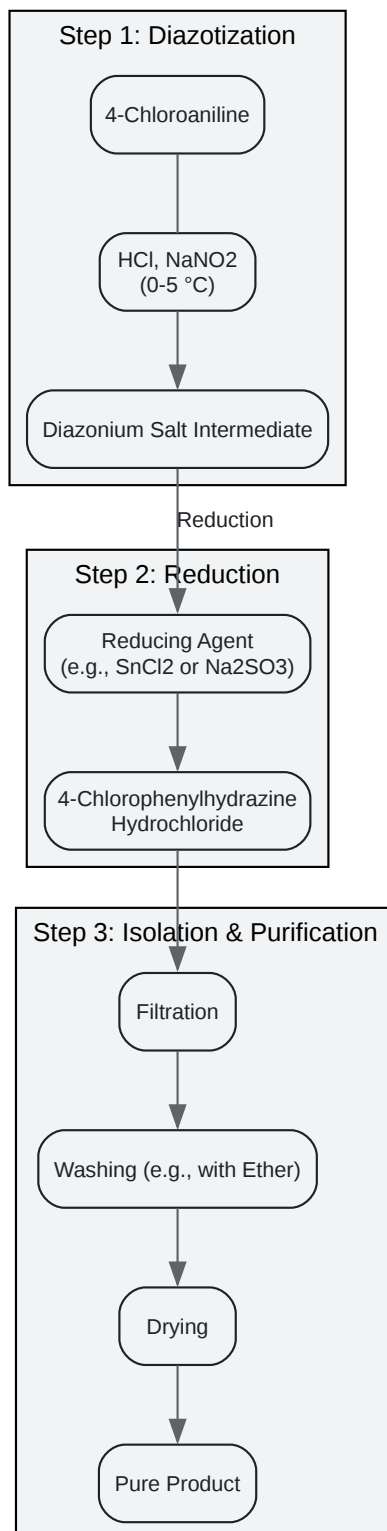 Step 1: Diazotization
4-Chloroaniline
HCl, NaNO2
(0-5 °C)
Diazonium Salt Intermediate
Reduction
Step 2: Reduction
Reducing Agent
(e.g., SnCl2 or Na2SO3)
4-Chlorophenylhydrazine
Hydrochloride
Step 3: Isolation & Purification
Filtration
Washing (e.g., with Ether)
Drying
Pure Product